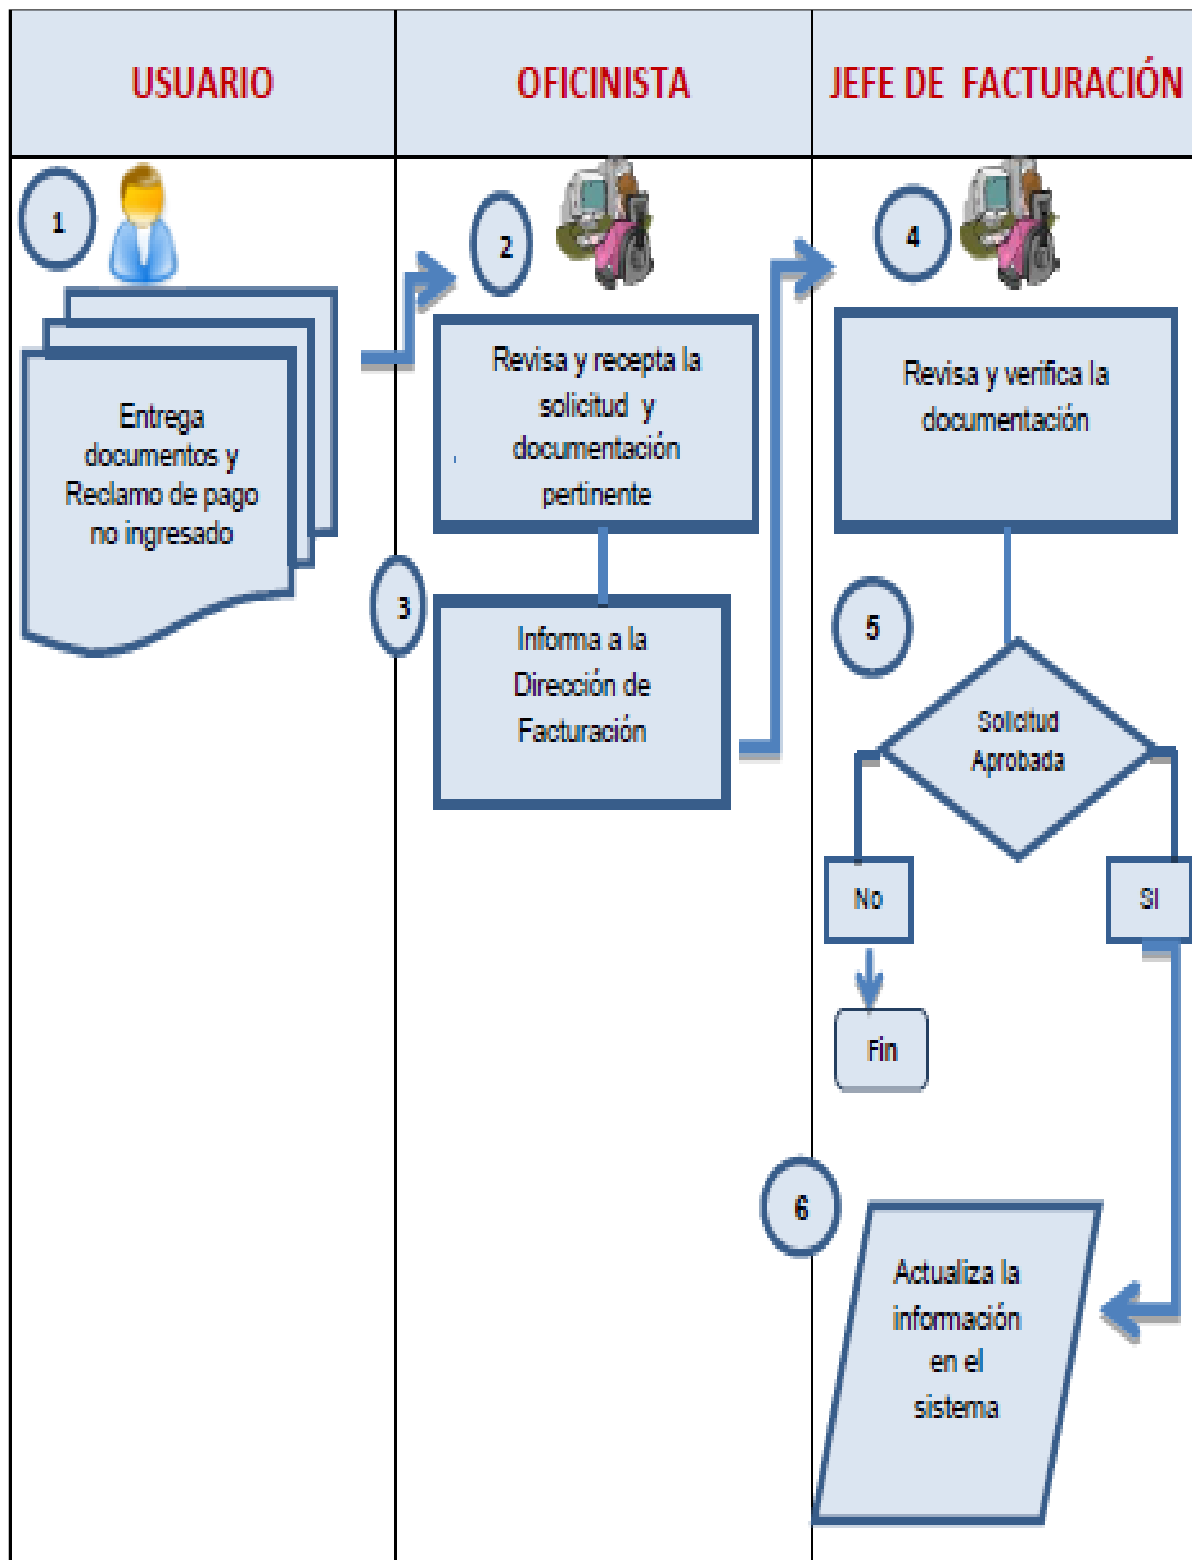 USUARIO
OFICINISTA
JEFE DE FACTURACIÓN
1
Entrega
documentos y
Reclamo de pago
no ingresado
2
Revisa y recepta la
solicitud y
documentación
pertinente
3
Informa a la
Dirección de
Facturación
4
Revisa y verifica la
documentación
5
Solicitud
Aprobada
No
SI
Fin
6
Actualiza la
información
en el
sistema